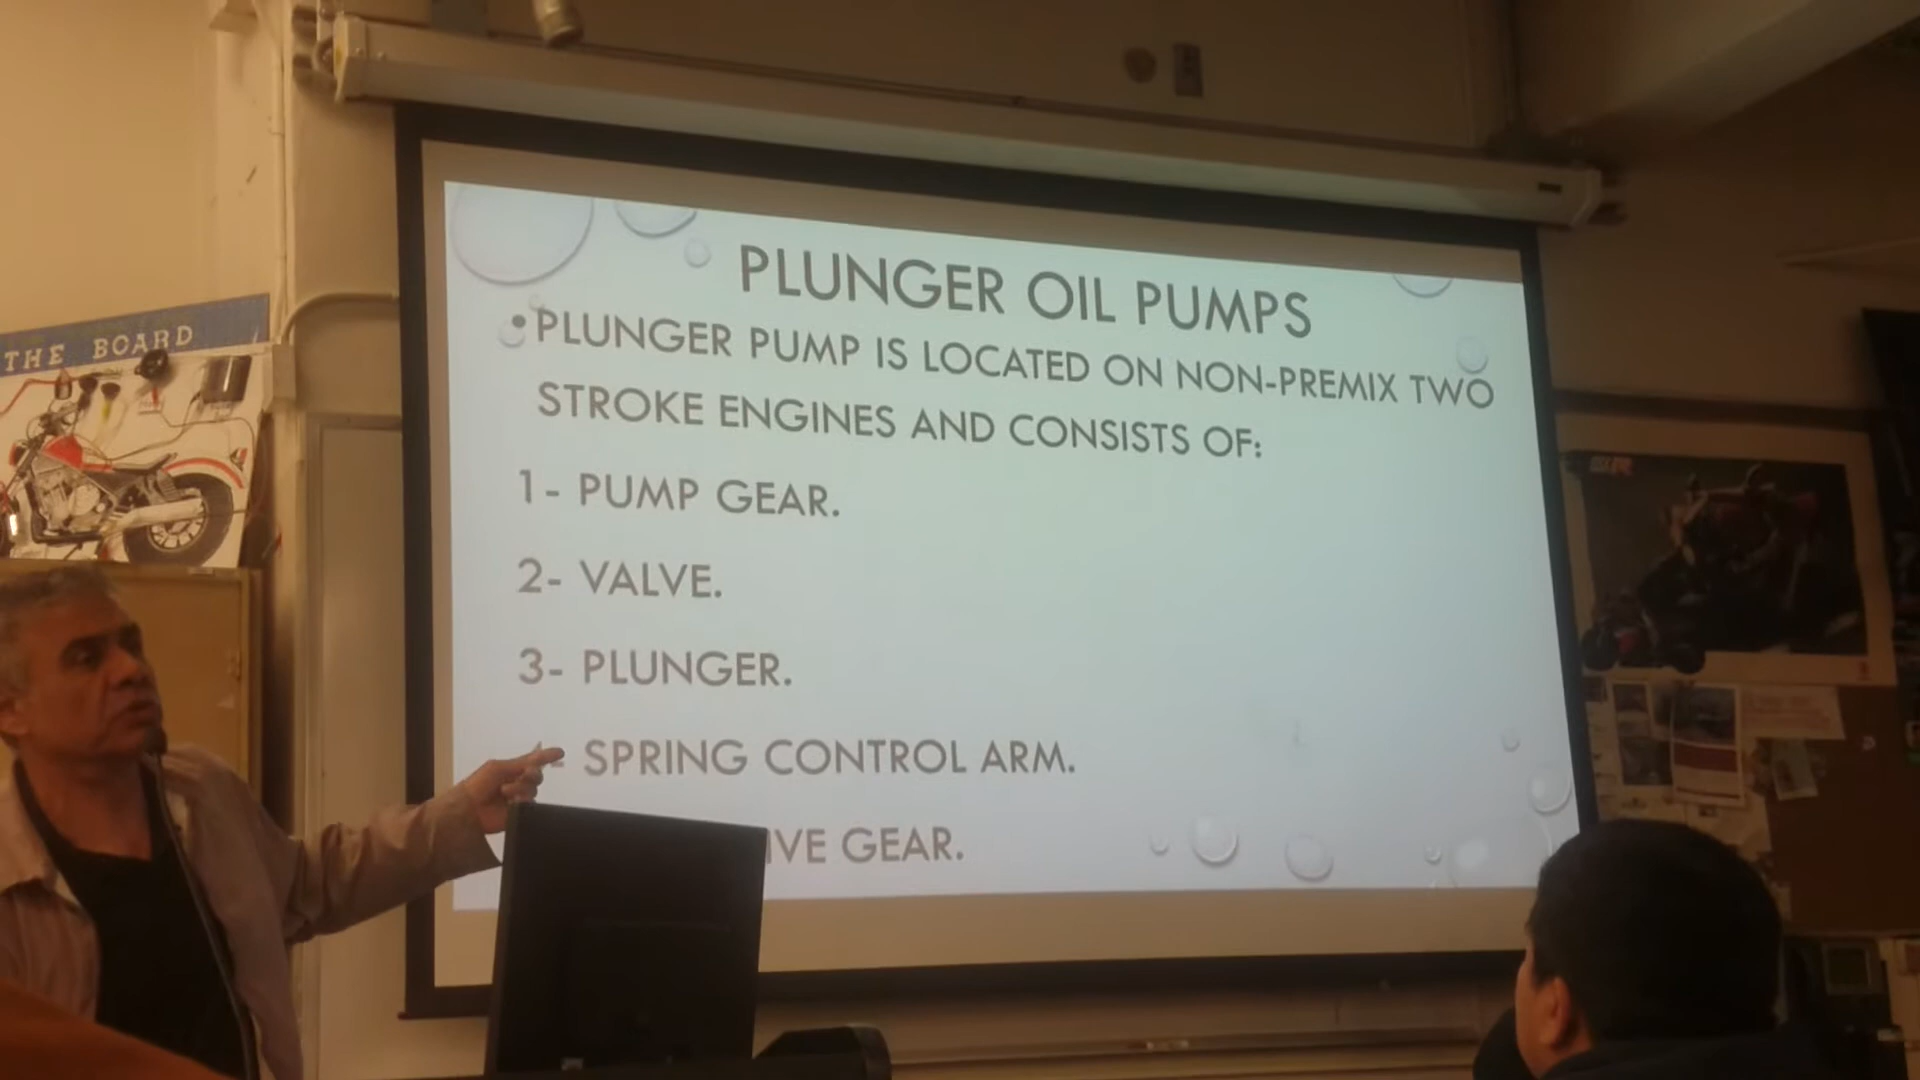 PLUNGER OIL PUMPS
•PLUNGER PUMP IS LOCATED ON NON-PREMIX TWO
STROKE ENGINES AND CONSISTS OF:
1- PUMP GEAR.
2- VALVE.
3- PLUNGER.
- SPRING CONTROL ARM.
IVE GEAR.
THE BOARD